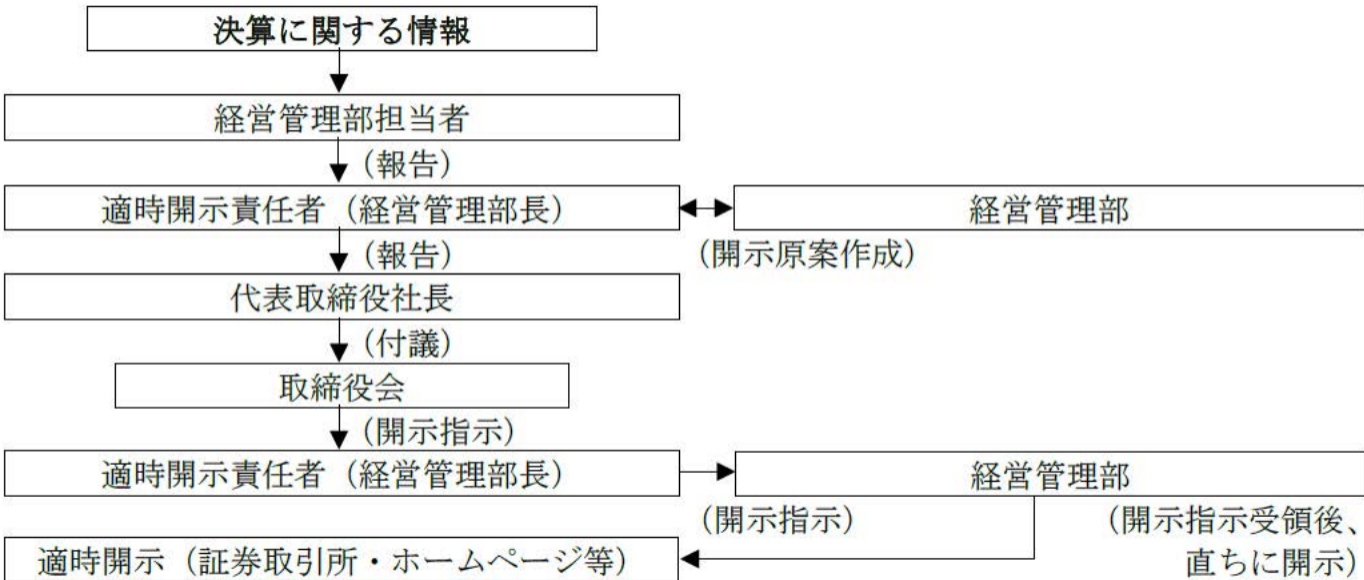 決算に関する情報
経営管理部担当者
（報告）
適時開示責任者（経営管理部長）
経営管理部
（報告）
（開示原案作成）
代表取締役社長
（付議）
取締役会
（開示指示）
適時開示責任者（経営管理部長）
経営管理部
（開示指示）
（開示指示受領後、
直ちに開示）
適時開示（証券取引所・ホームページ等）